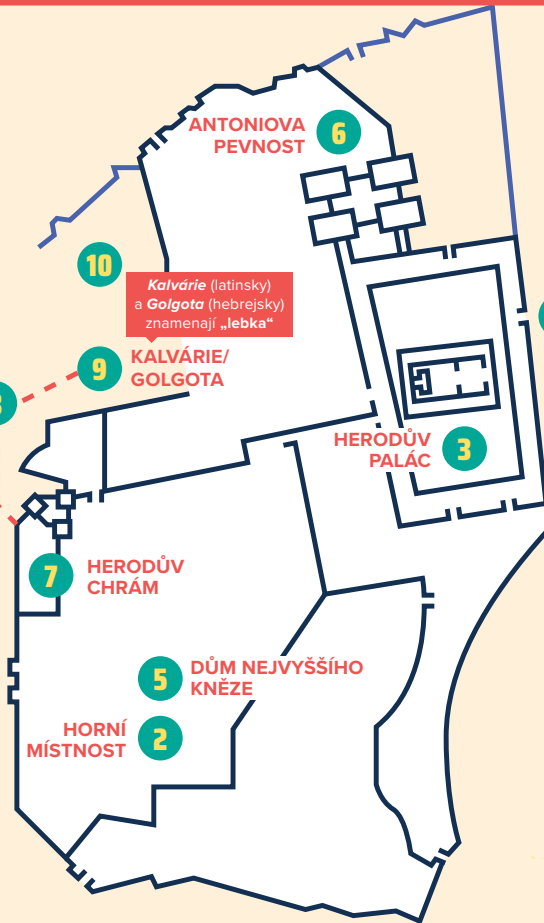 ANTONIOVA
PEVNOST
6
10
Kalvárie (latinsky)
a Golgota (hebrejsky)
znamenají „lebka“
9
KALVÁRIE/
GOLGOTA
HERODŮV
PALÁC
3
7
HERODŮV
CHRÁM
5
DŮM NEJVYŠŠÍHO
KNĚZE
HORNÍ
MÍSTNOST
2